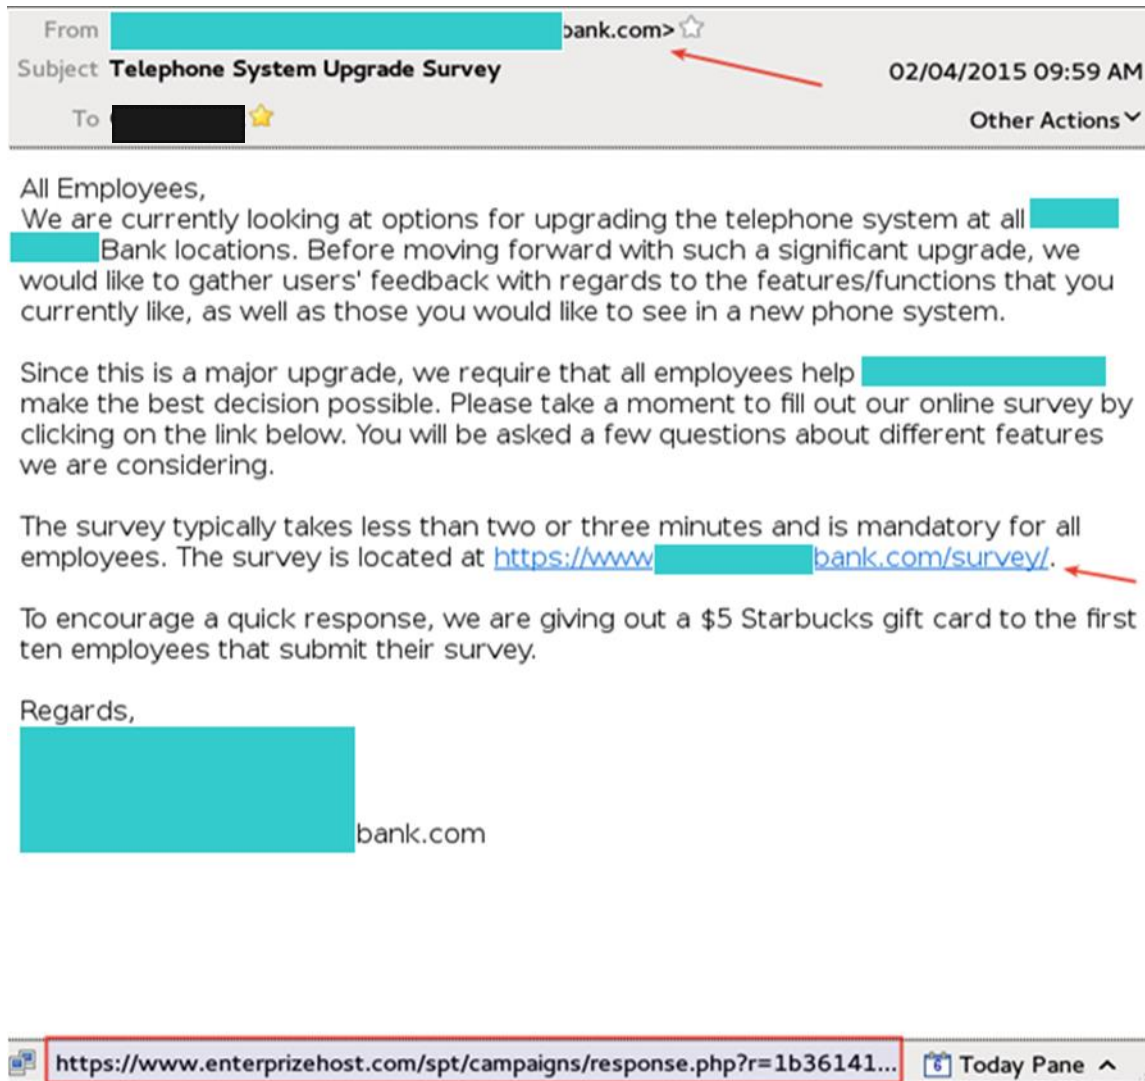 From bank.com>
Subject Telephone System Upgrade Survey 02/04/2015 09:59 AM
To Other Actions
All Employees,
We are currently looking at options for upgrading the telephone system at all
Bank locations. Before moving forward with such a significant upgrade, we
would like to gather users' feedback with regards to the features/functions that you
currently like, as well as those you would like to see in a new phone system.
Since this is a major upgrade, we require that all employees help
make the best decision possible. Please take a moment to fill out our online survey by
clicking on the link below. You will be asked a few questions about different features
we are considering.
The survey typically takes less than two or three minutes and is mandatory for all
employees. The survey is located at https://www bank.com/survey/.
To encourage a quick response, we are giving out a $5 Starbucks gift card to the first
ten employees that submit their survey.
Regards,
bank.com
https://www.enterprizehost.com/spt/campaigns/response.php?r=1b36141... 6 Today Pane